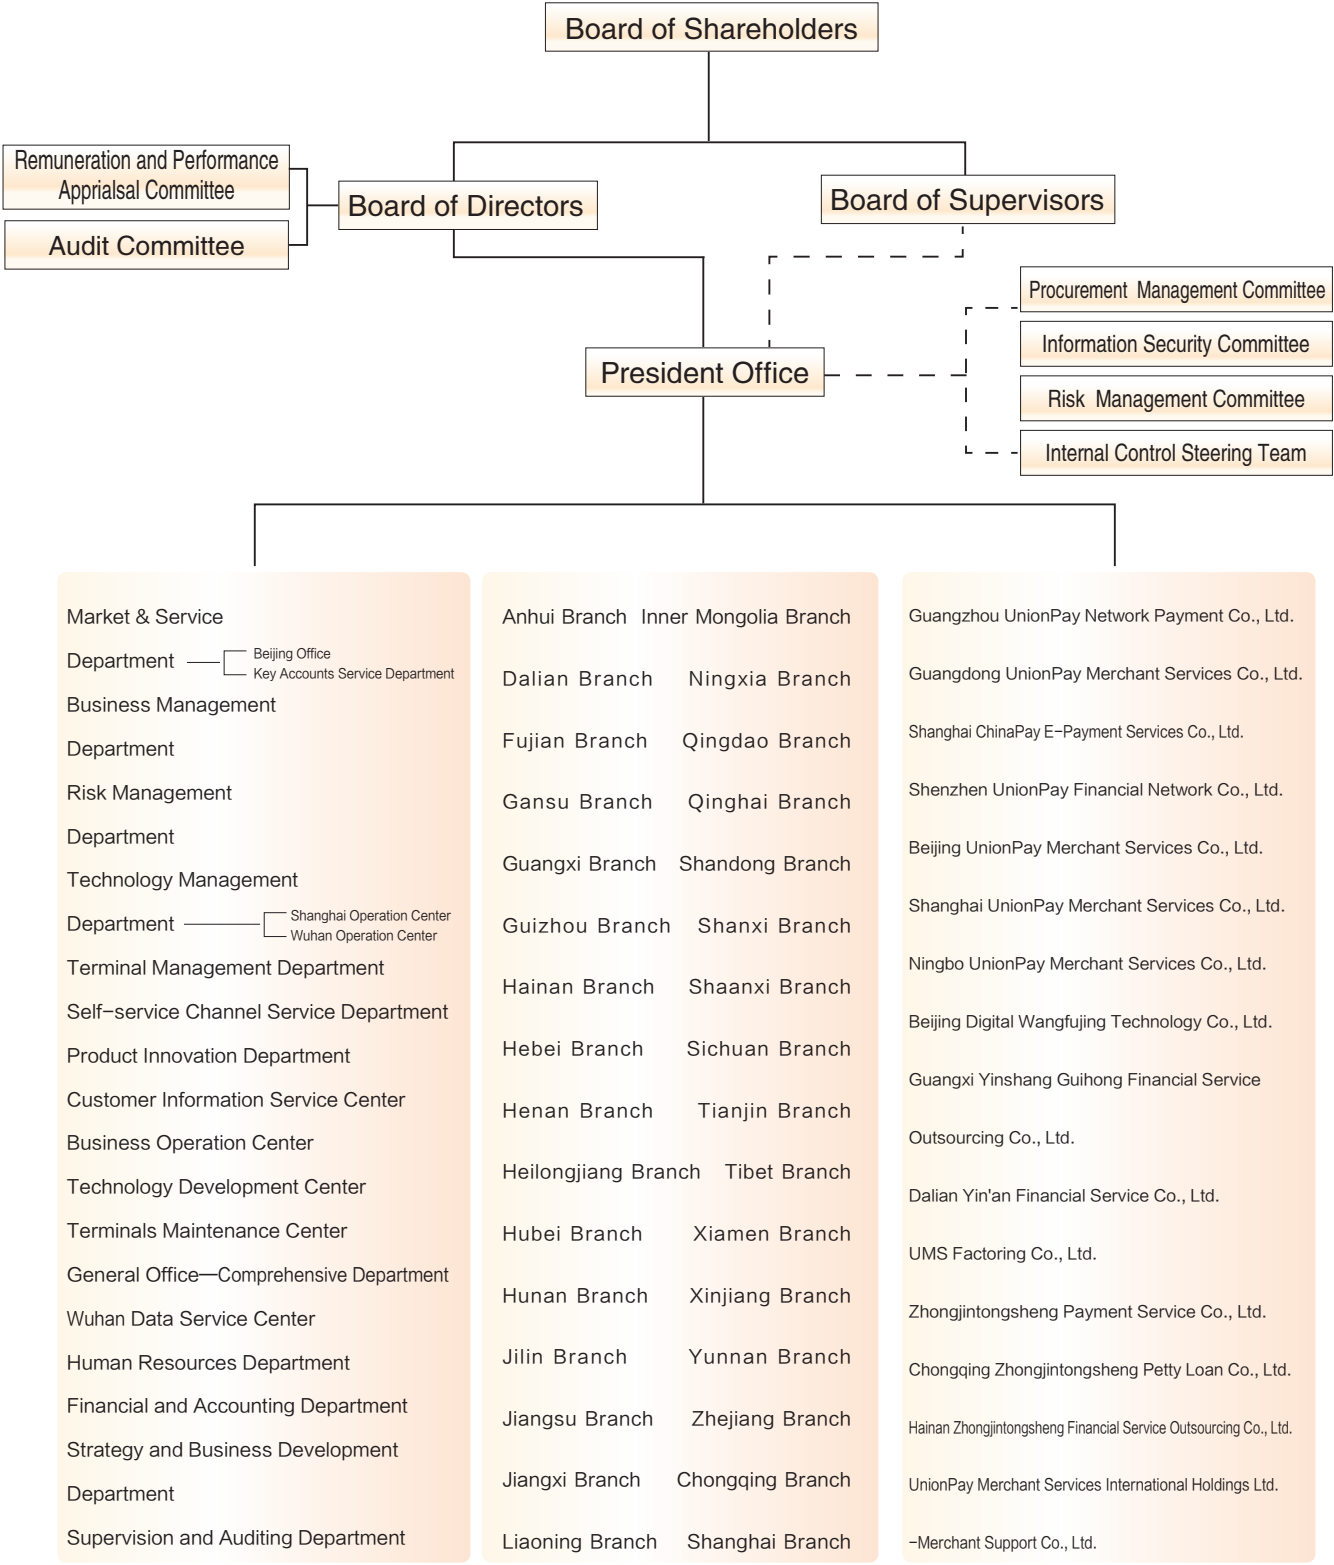 Board of Shareholders
Remuneration and Performance
Apprialsal Committee
Board of Directors
Board of Supervisors
Audit Committee
Procurement Management Committee
Information Security Committee
President Office
Risk Management Committee
Internal Control Steering Team
Market & Service
Department
Beijing Office
Key Accounts Service Department
Business Management
Department
Risk Management
Department
Technology Management
Department
Shanghai Operation Center
Wuhan Operation Center
Terminal Management Department
Self-service Channel Service Department
Product Innovation Department
Customer Information Service Center
Business Operation Center
Technology Development Center
Terminals Maintenance Center
General Office—Comprehensive Department
Wuhan Data Service Center
Human Resources Department
Financial and Accounting Department
Strategy and Business Development
Department
Supervision and Auditing Department
Anhui Branch Inner Mongolia Branch
Dalian Branch Ningxia Branch
Fujian Branch Qingdao Branch
Gansu Branch Qinghai Branch
Guangxi Branch Shandong Branch
Guizhou Branch Shanxi Branch
Hainan Branch Shaanxi Branch
Hebei Branch Sichuan Branch
Henan Branch Tianjin Branch
Heilongjiang Branch Tibet Branch
Hubei Branch Xiamen Branch
Hunan Branch Xinjiang Branch
Jilin Branch Yunnan Branch
Jiangsu Branch Zhejiang Branch
Jiangxi Branch Chongqing Branch
Liaoning Branch Shanghai Branch
Guangzhou UnionPay Network Payment Co., Ltd.
Guangdong UnionPay Merchant Services Co., Ltd.
Shanghai ChinaPay E-Payment Services Co., Ltd.
Shenzhen UnionPay Financial Network Co., Ltd.
Beijing UnionPay Merchant Services Co., Ltd.
Shanghai UnionPay Merchant Services Co., Ltd.
Ningbo UnionPay Merchant Services Co., Ltd.
Beijing Digital Wangfujing Technology Co., Ltd.
Guangxi Yinshang Guihong Financial Service
Outsourcing Co., Ltd.
Dalian Yin'an Financial Service Co., Ltd.
UMS Factoring Co., Ltd.
Zhongjintongsheng Payment Service Co., Ltd.
Chongqing Zhongjintongsheng Petty Loan Co., Ltd.
Hainan Zhongjintongsheng Financial Service Outsourcing Co., Ltd.
UnionPay Merchant Services International Holdings Ltd.
-Merchant Support Co., Ltd.